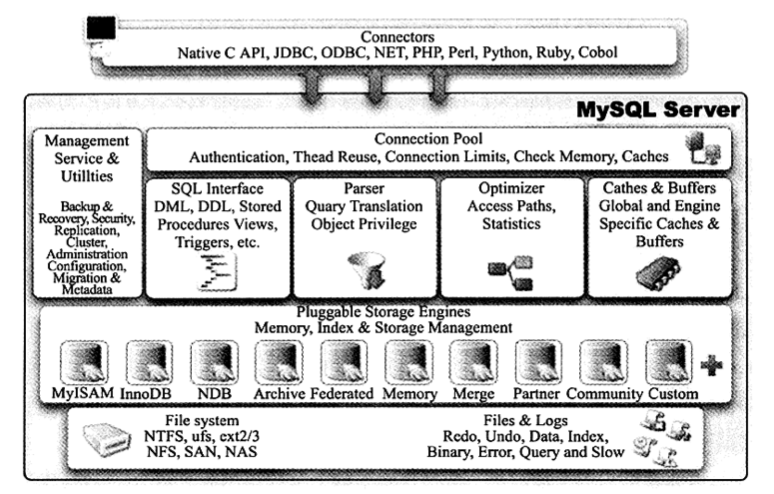 Connectors
Native C API, JDBC, ODBC, NET, PHP, Perl, Python, Ruby, Cobol
MySQL Server
Management
Service &
Utillties
Backup &
Recovery, Security,
Replication,
Cluster,
Administration
Configuration,
Migration &
Metadata
Connection Pool
Authentication, Thead Reuse, Connection Limits, Check Memory, Caches
SQL Interface
DML, DDL, Stored
Procedures Views,
Triggers, etc.
Parser
Quary Translation
Object Privilege
Optimizer
Access Paths,
Statistics
Cathes & Buffers
Global and Engine
Specific Caches &
Buffers
Pluggable Storage Engines
Memory, Index & Storage Management
MyISAM InnoDB NDB Archive Federated Memory Merge Partner Community Custom
File system
NTFS, ufs, ext2/3
NFS, SAN, NAS
Files & Logs
Redo, Undo, Data, Index,
Binary, Error, Query and Slow